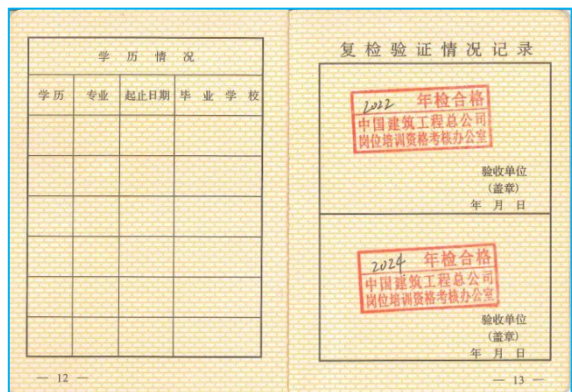 学历情况
学历 专业 起止日期 毕业学校
— 12 —
复检验证情况记录
2022 年检合格
中国建筑工程总公司
岗位培训资格考核办公室
验收单位
(盖章)
年 月 日
2024 年检合格
中国建筑工程总公司
岗位培训资格考核办公室
验收单位
(盖章)
年 月 日
— 13 —